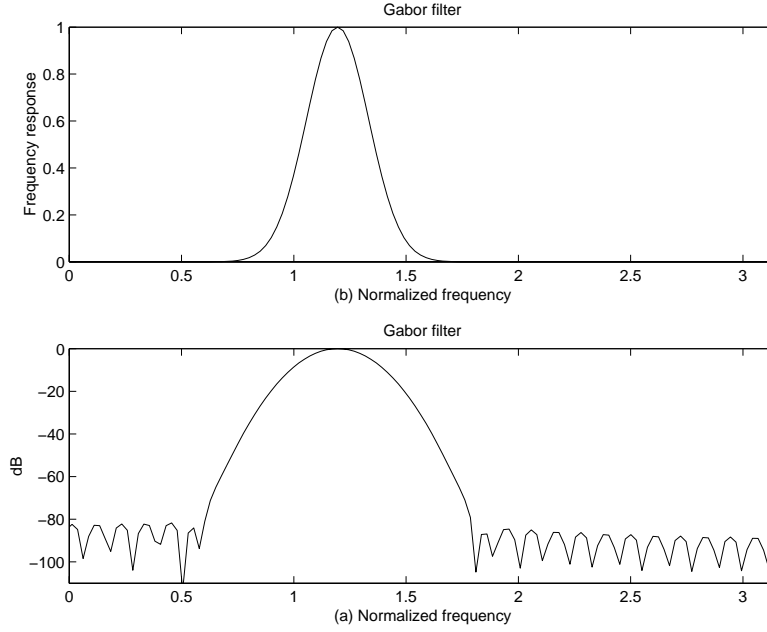 Gabor filter
1
0.8
0.6
0.4
0.2
0
Frequency response
0 0.5 1 1.5 2 2.5 3
(b) Normalized frequency
Gabor filter
0
−20
−40
−60
−80
−100
dB
0 0.5 1 1.5 2 2.5 3
(a) Normalized frequency